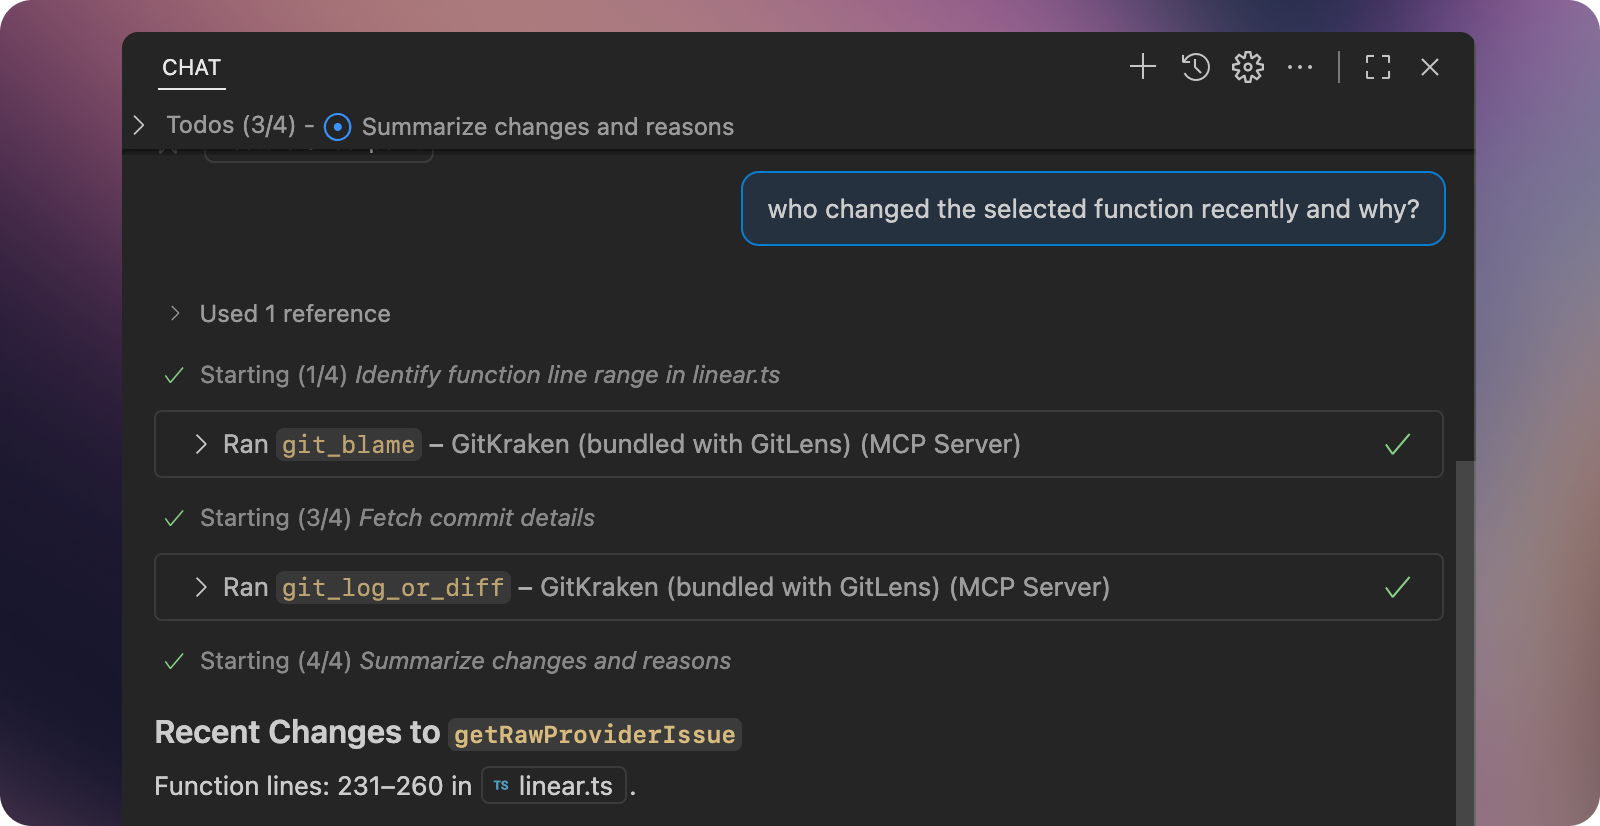 CHAT
Todos (3/4) - Summarize changes and reasons
who changed the selected function recently and why?
Used 1 reference
Starting (1/4) Identify function line range in linear.ts
Ran git_blame – GitKraken (bundled with GitLens) (MCP Server)
Starting (3/4) Fetch commit details
Ran git_log_or_diff – GitKraken (bundled with GitLens) (MCP Server)
Starting (4/4) Summarize changes and reasons
Recent Changes to getRawProviderIssue
Function lines: 231–260 in TS linear.ts.